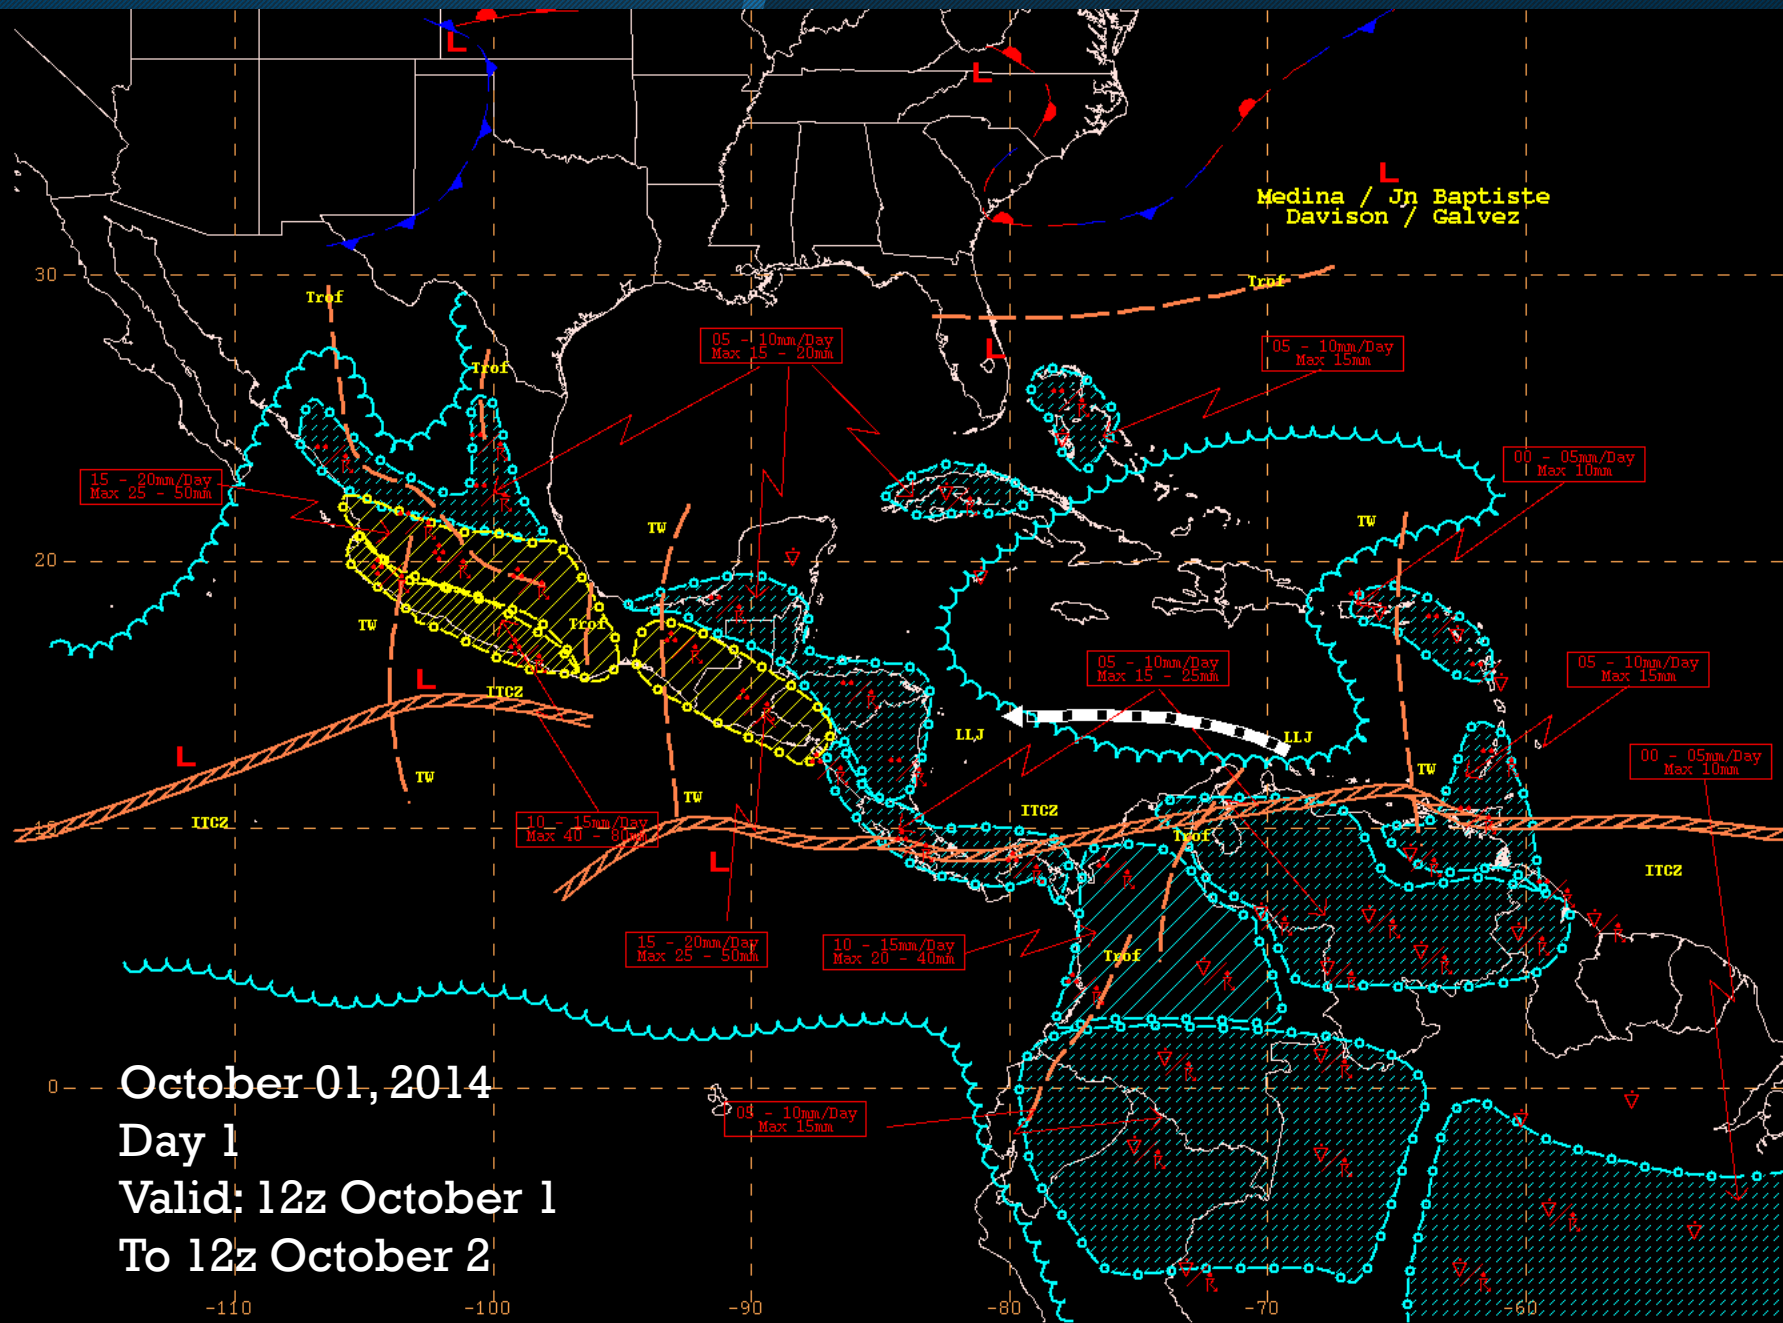 L
L
L
Medina / Jn Baptiste
Davison / Galvez
30
Trof
Trof
Trof
05 - 10mm/Day
Max 15 - 20mm
L
05 - 10mm/Day
Max 15mm
00 - 05mm/Day
Max 10mm
15 - 20mm/Day
Max 25 - 50mm
TW
TW
20
TW
Trof
05 - 10mm/Day
Max 15 - 25mm
05 - 10mm/Day
Max 15mm
L
ITCZ
LLJ
LLJ
L
00 - 05mm/Day
Max 10mm
TW
TW
TW
ITCZ
ITCZ
10
10 - 15mm/Day
Max 40 - 80mm
Trof
L
ITCZ
15 - 20mm/Day
Max 25 - 50mm
10 - 15mm/Day
Max 20 - 40mm
Trof
0
October 01, 2014
Day 1
Valid: 12z October 1
To 12z October 2
05 - 10mm/Day
Max 15mm
-110
-100
-90
-80
-70
-60